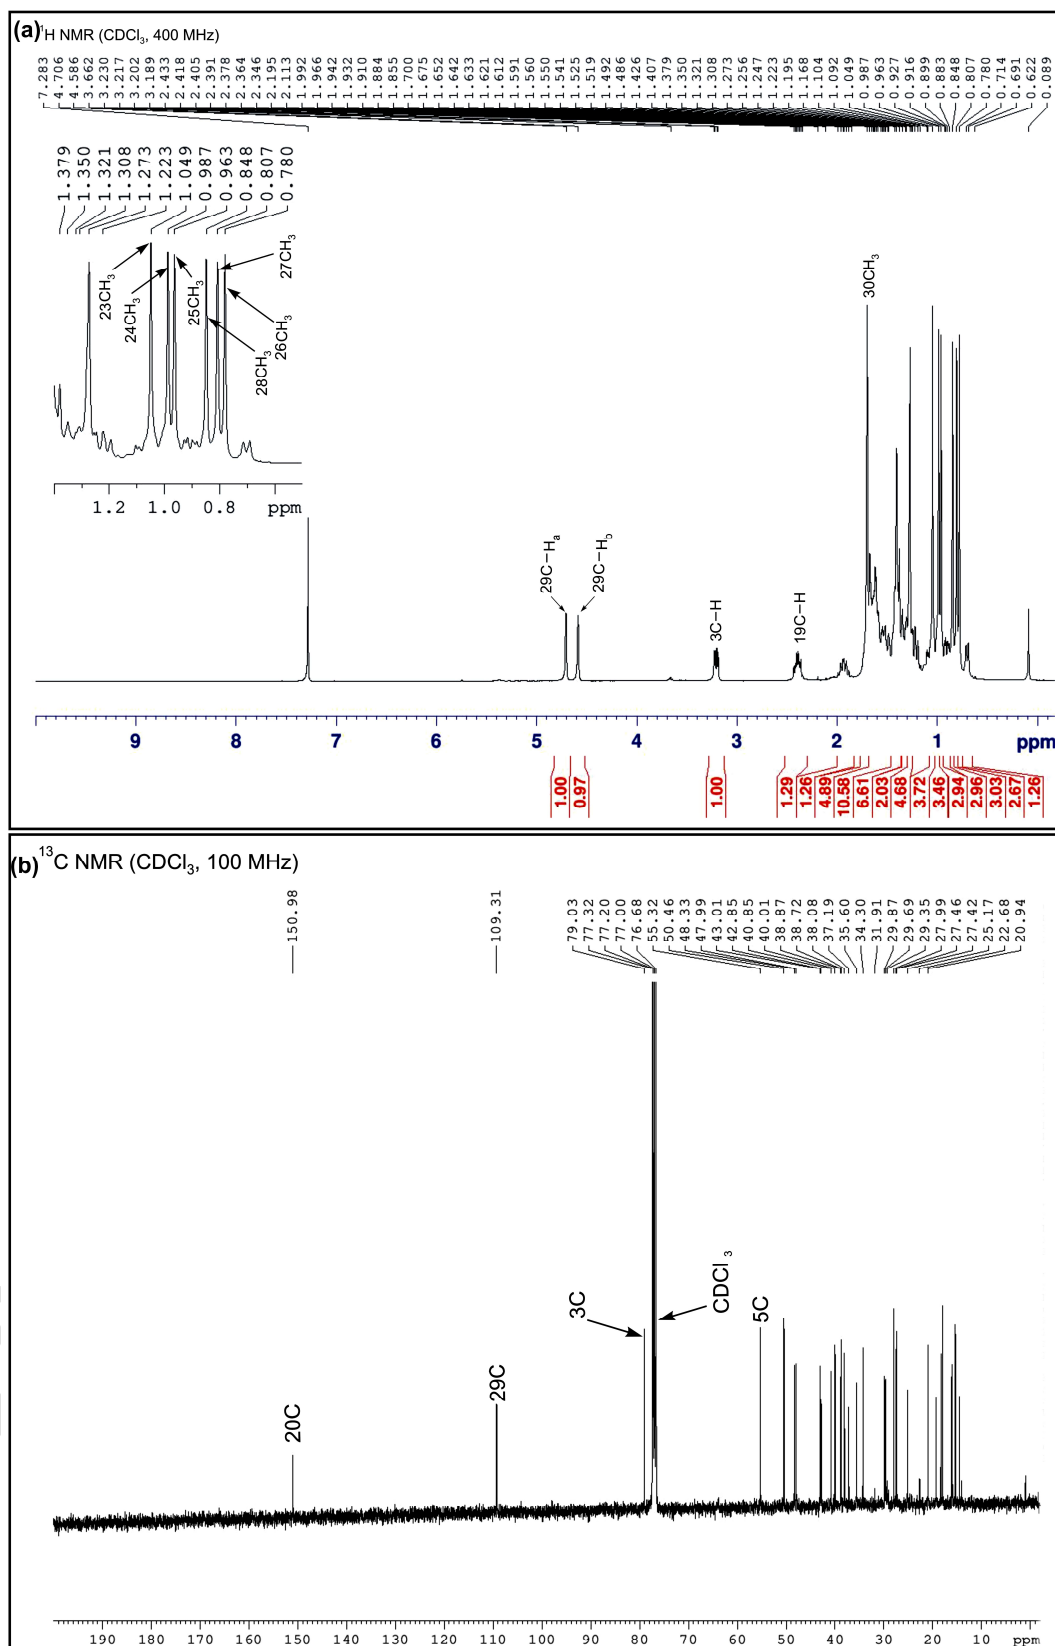 (a) ¹H NMR (CDCl₃, 400 MHz)
7.283 4.706 4.586 3.662 3.230 3.217 3.202 3.189 2.433 2.418 2.405 2.391 2.378 2.364 2.346 2.195 2.113 1.992 1.966 1.942 1.932 1.910 1.884 1.855 1.700 1.675 1.652 1.642 1.633 1.621 1.612 1.591 1.560 1.550 1.541 1.525 1.519 1.492 1.486 1.426 1.407 1.379 1.350 1.321 1.308 1.273 1.256 1.247 1.223 1.195 1.168 1.104 1.092 1.049 0.987 0.963 0.927 0.916 0.899 0.883 0.848 0.807 0.780 0.714 0.691 0.622 0.089
1.379 1.350 1.321 1.308 1.273 1.223 1.049 0.987 0.963 0.848 0.807 0.780
23CH₃
24CH₃
25CH₃
28CH₃
26CH₃
27CH₃
1.2 1.0 0.8 ppm
29C−Hₐ
29C−H_b
3C−H
19C−H
30CH₃
9 8 7 6 5 4 3 2 1 ppm
1.00 0.97 1.00 1.29 1.26 4.89 10.58 6.61 2.03 4.68 3.72 3.46 2.94 2.96 3.03 2.67 1.26
(b) ¹³C NMR (CDCl₃, 100 MHz)
150.98 109.31 79.03 77.32 77.20 77.00 76.68 55.32 50.46 48.33 47.99 43.01 42.85 40.85 40.01 38.87 38.72 38.08 37.19 35.60 34.30 31.91 29.87 29.69 29.35 27.99 27.46 27.42 25.17 22.68 20.94
20C
29C
3C
CDCl₃
5C
190 180 170 160 150 140 130 120 110 100 90 80 70 60 50 40 30 20 10 ppm